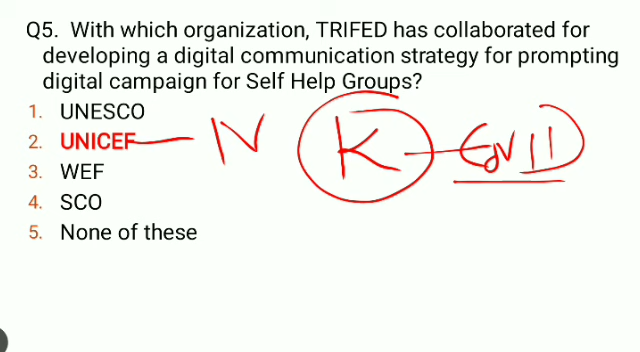 Q5. With which organization, TRIFED has collaborated for
developing a digital communication strategy for prompting
digital campaign for Self Help Groups?
1. UNESCO
2. UNICEF N K
3. WEF
4. SCO
5. None of these